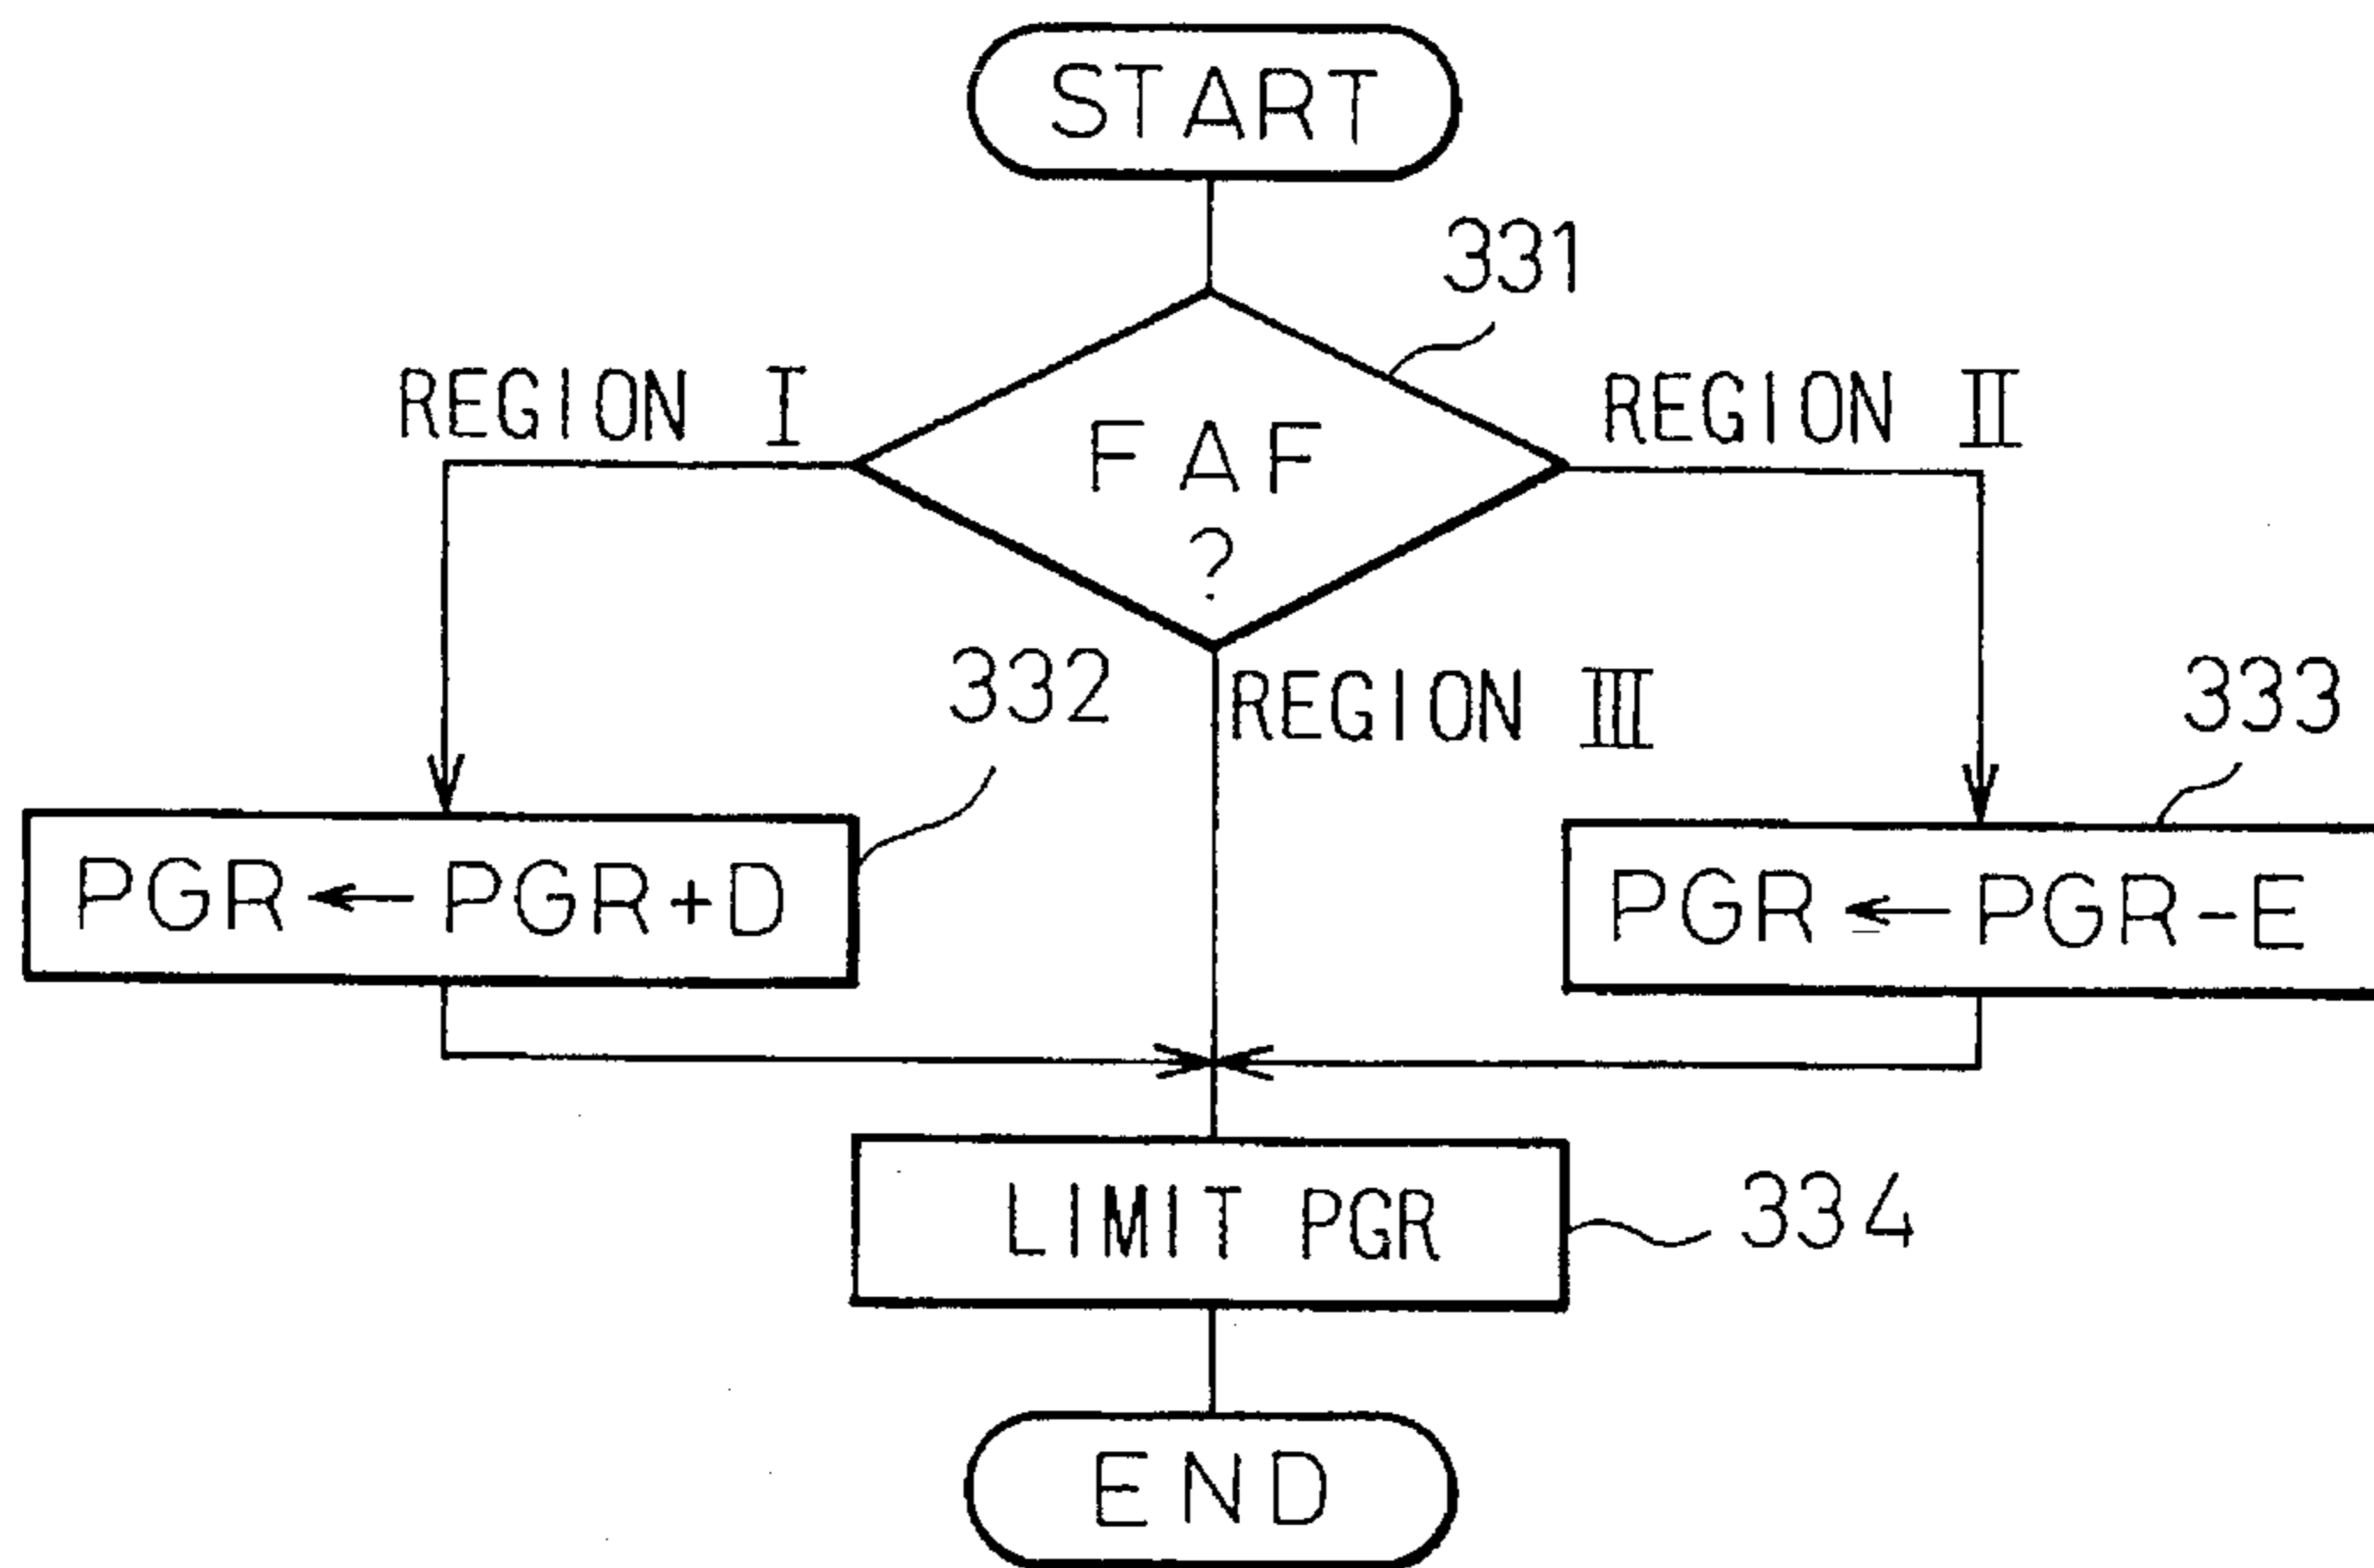 START
331
REGION I
REGION II
FAF
?
332
REGION III
333
PGR ← PGR+D
PGR ← PGR-E
LIMIT PGR
334
END